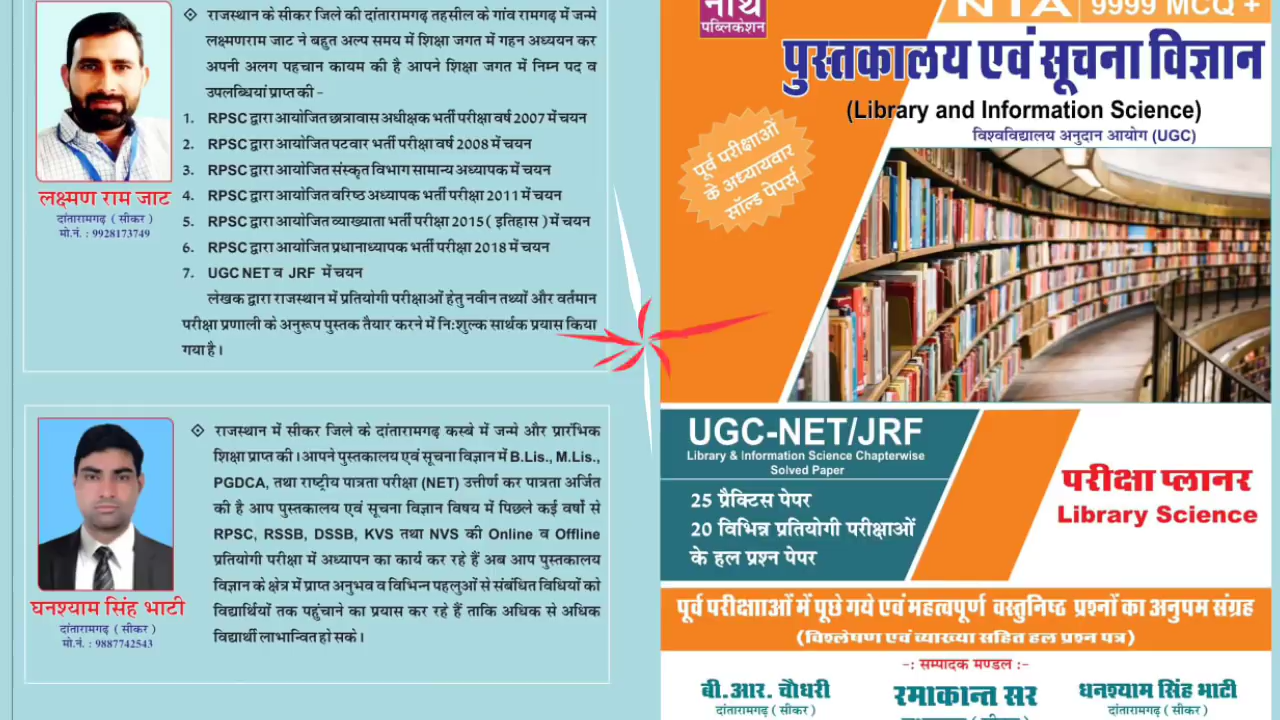 ❖ राजस्थान के सीकर जिले की दांतारामगढ़ तहसील के गांव रामगढ़ में जन्मे
लक्ष्मणराम जाट ने बहुत अल्प समय में शिक्षा जगत में गहन अध्ययन कर
अपनी अलग पहचान कायम की है आपने शिक्षा जगत में निम्न पद व
उपलब्धियां प्राप्त की -
1. RPSC द्वारा आयोजित छात्रावास अधीक्षक भर्ती परीक्षा वर्ष 2007 में चयन
2. RPSC द्वारा आयोजित पटवार भर्ती परीक्षा वर्ष 2008 में चयन
3. RPSC द्वारा आयोजित संस्कृत विभाग सामान्य अध्यापक में चयन
4. RPSC द्वारा आयोजित वरिष्ठ अध्यापक भर्ती परीक्षा 2011 में चयन
5. RPSC द्वारा आयोजित व्याख्याता भर्ती परीक्षा 2015 ( इतिहास ) में चयन
6. RPSC द्वारा आयोजित प्रधानाध्यापक भर्ती परीक्षा 2018 में चयन
7. UGC NET व JRF में चयन
लेखक द्वारा राजस्थान में प्रतियोगी परीक्षाओं हेतु नवीन तथ्यों और वर्तमान
परीक्षा प्रणाली के अनुरूप पुस्तक तैयार करने में नि:शुल्क सार्थक प्रयास किया
गया है।
लक्ष्मण राम जाट
दांतारामगढ़ ( सीकर )
मो.नं. : 9928173749
❖ राजस्थान में सीकर जिले के दांतारामगढ़ कस्बे में जन्मे और प्रारंभिक
शिक्षा प्राप्त की। आपने पुस्तकालय एवं सूचना विज्ञान में B.Lis., M.Lis.,
PGDCA, तथा राष्ट्रीय पात्रता परीक्षा (NET) उत्तीर्ण कर पात्रता अर्जित
की है आप पुस्तकालय एवं सूचना विज्ञान विषय में पिछले कई वर्षो से
RPSC, RSSB, DSSB, KVS तथा NVS की Online व Offline
प्रतियोगी परीक्षा में अध्यापन का कार्य कर रहे हैं अब आप पुस्तकालय
विज्ञान के क्षेत्र में प्राप्त अनुभव व विभिन्न पहलुओं से संबंधित विधियों को
विद्यार्थियों तक पहुंचाने का प्रयास कर रहे हैं ताकि अधिक से अधिक
विद्यार्थी लाभान्वित हो सके।
घनश्याम सिंह भाटी
दांतारामगढ़ ( सीकर )
मो.नं. : 9887742543
नाथ
पब्लिकेशन
NTA 9999 MCQ +
पुस्तकालय एवं सूचना विज्ञान
(Library and Information Science)
विश्वविद्यालय अनुदान आयोग (UGC)
पूर्व परीक्षाओं
के अध्यायवार
सॉल्ड पेपर्स
UGC-NET/JRF
Library & Information Science Chapterwise
Solved Paper
25 प्रैक्टिस पेपर
20 विभिन्न प्रतियोगी परीक्षाओं
के हल प्रश्न पेपर
परीक्षा प्लानर
Library Science
पूर्व परीक्षााओं में पूछे गये एवं महत्वपूर्ण वस्तुनिष्ठ प्रश्नों का अनुपम संग्रह
(विश्लेषण एवं व्याख्या सहित हल प्रश्न पत्र)
-: सम्पादक मण्डल :-
बी.आर. चौधरी
दांतारामगढ़ ( सीकर )
रमाकान्त सर
घनश्याम सिंह भाटी
दांतारामगढ़ ( सीकर )